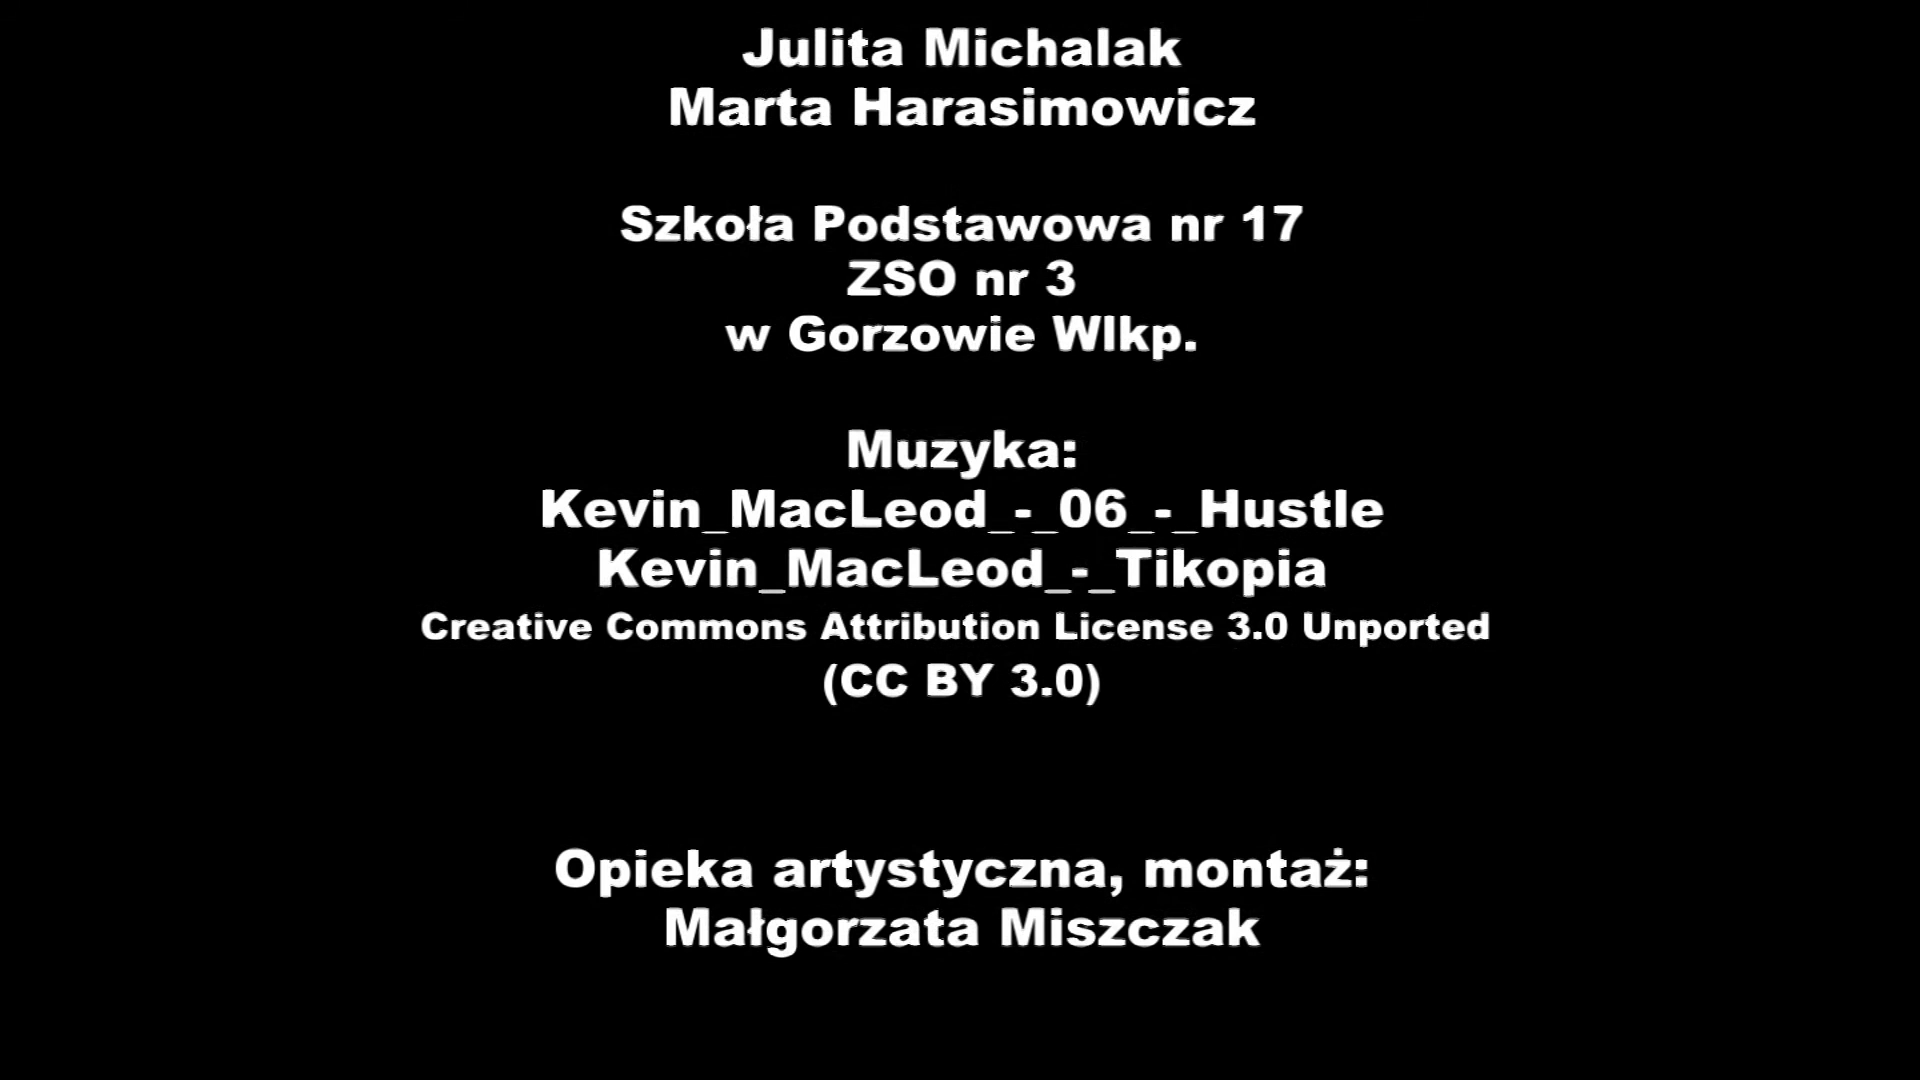 Julita Michalak
Marta Harasimowicz
Szkoła Podstawowa nr 17
ZSO nr 3
w Gorzowie Wlkp.
Muzyka:
Kevin_MacLeod_-_06_-_Hustle
Kevin_MacLeod_-_Tikopia
Creative Commons Attribution License 3.0 Unported
(CC BY 3.0)
Opieka artystyczna, montaż:
Małgorzata Miszczak